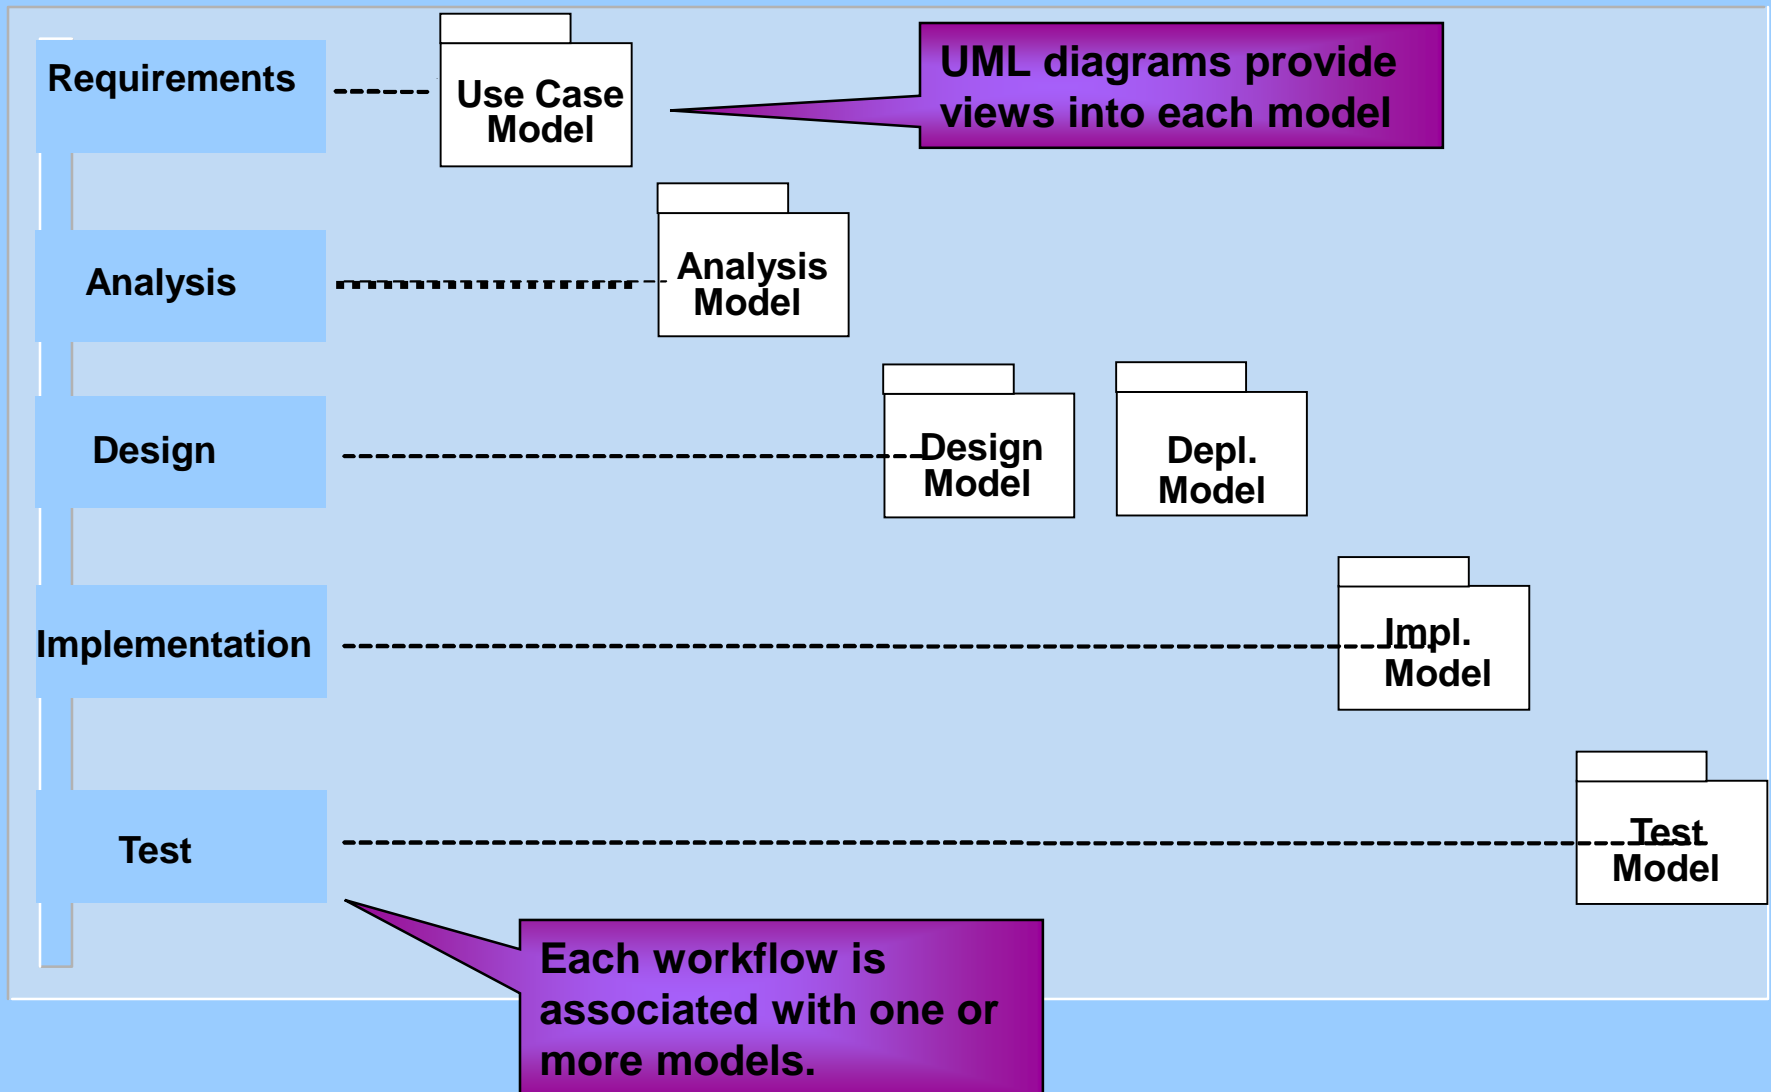 Requirements
Use Case
Model
UML diagrams provide
views into each model
Analysis
Analysis
Model
Design
Design
Model
Depl.
Model
Implementation
Impl.
Model
Test
Test
Model
Each workflow is
associated with one or
more models.